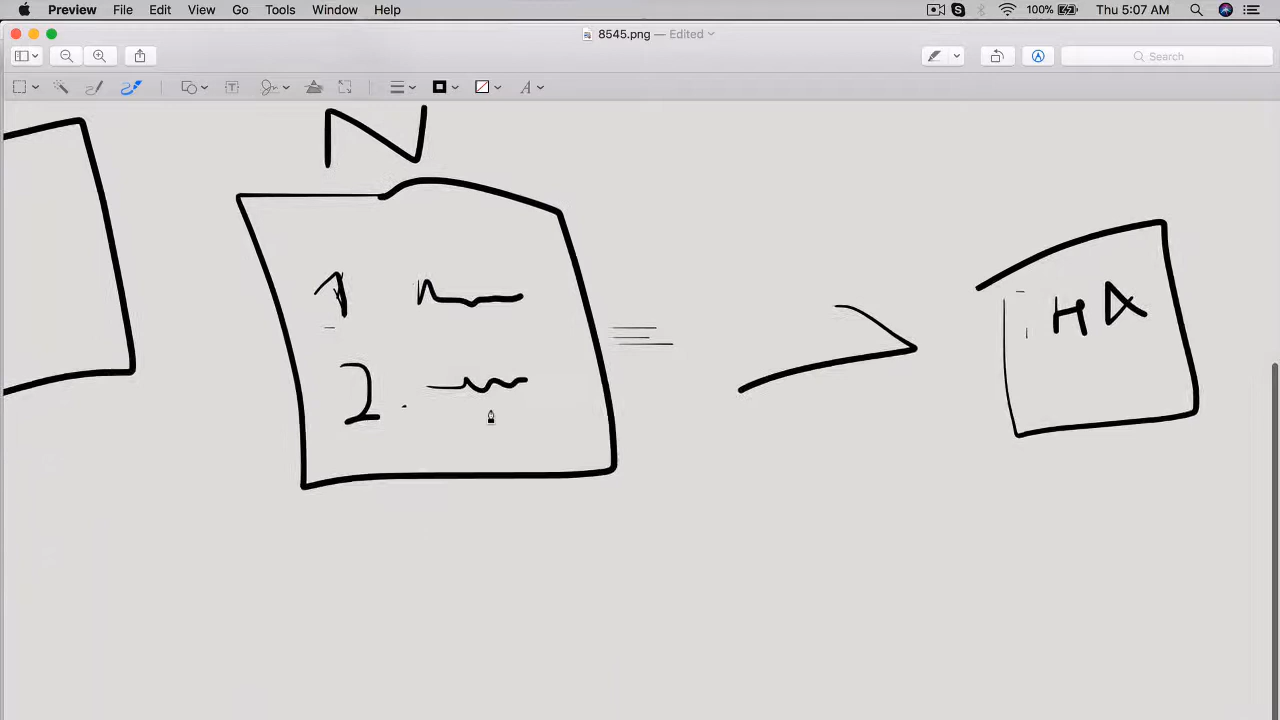 Preview File Edit View Go Tools Window Help 100% Thu 5:07 AM
8545.png — Edited
Search
N
1
2.
HA